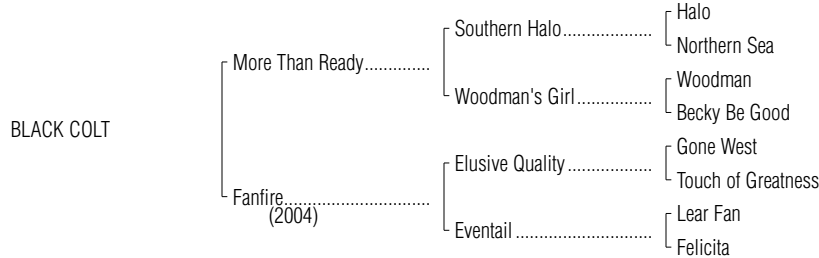 Halo
Southern Halo...................
Northern Sea
More Than Ready..............
Woodman
Woodman's Girl................
Becky Be Good
BLACK COLT
Gone West
Elusive Quality ..................
Touch of Greatness
Fanfire...............................
(2004)
Lear Fan
Eventail .............................
Felicita